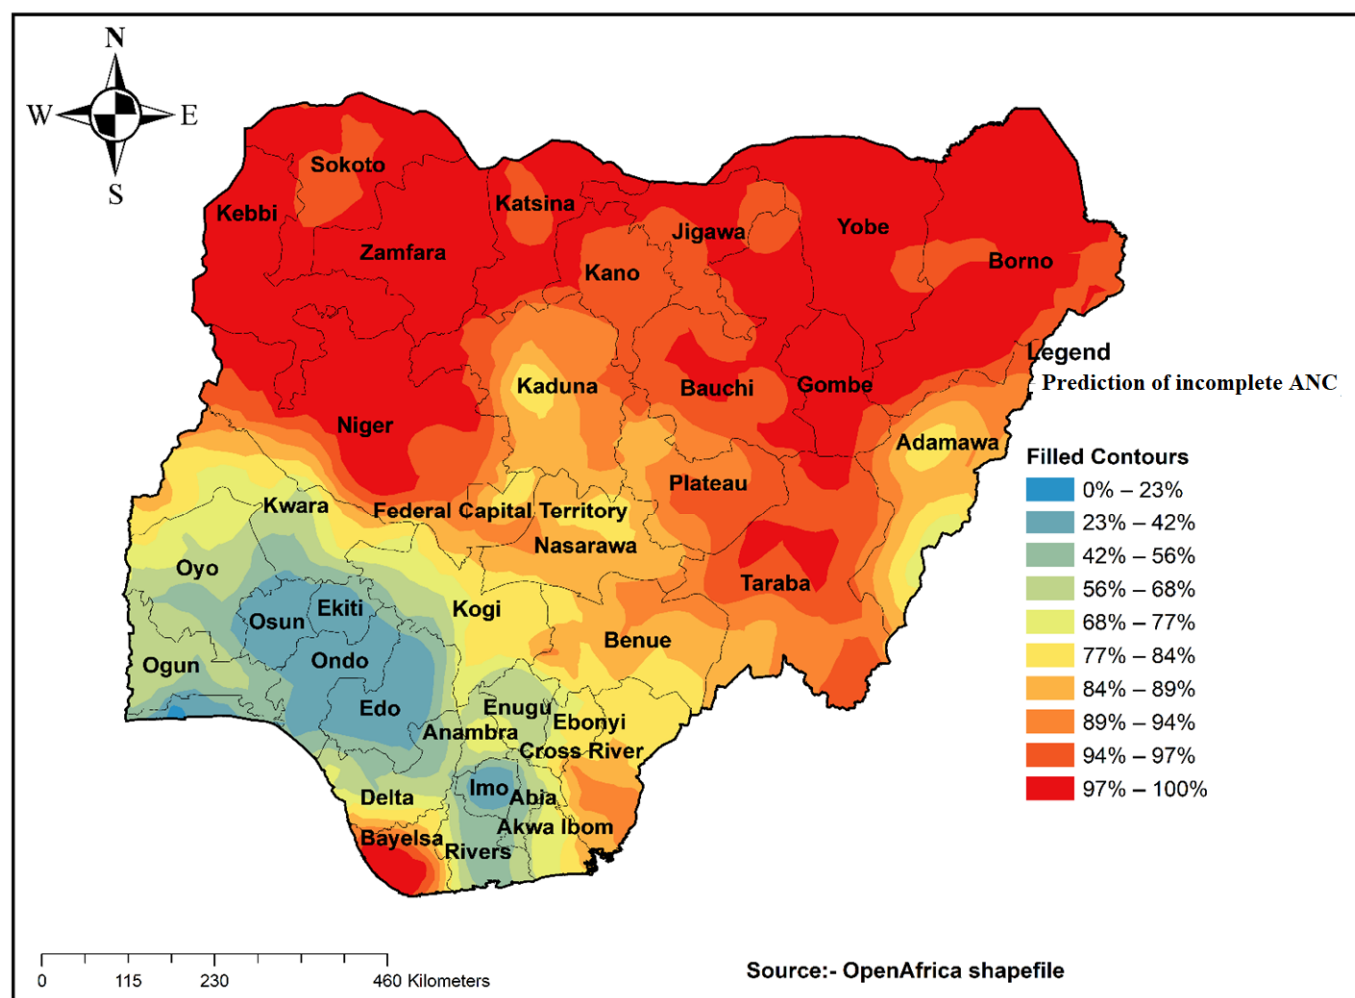 N
W E
S
Sokoto
Katsina
Kebbi
Jigawa
Yobe
Zamfara
Borno
Kano
Legend
Prediction of incomplete ANC
Kaduna
Bauchi
Gombe
Niger
Adamawa
Filled Contours
Plateau
0% – 23%
Kwara
Federal Capital Territory
23% – 42%
Nasarawa
42% – 56%
Oyo
Taraba
56% – 68%
Ekiti
Kogi
Osun
68% – 77%
Benue
Ogun
Ondo
77% – 84%
84% – 89%
Edo
Enugu
Anambra
Ebonyi
89% – 94%
Cross River
94% – 97%
Imo
Abia
97% – 100%
Delta
Akwa Ibom
Bayelsa
Rivers
0 115 230 460 Kilometers
Source:- OpenAfrica shapefile